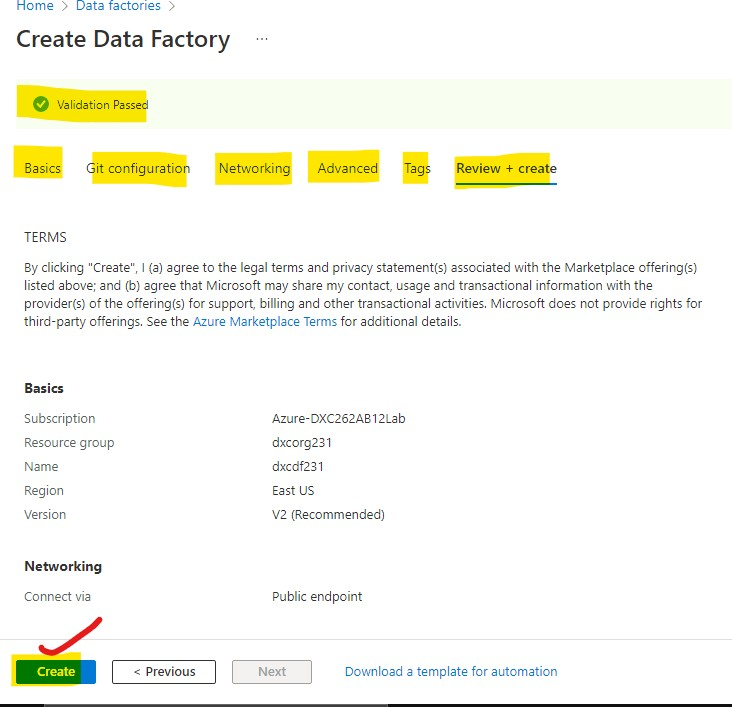 Home > Data factories >
Create Data Factory ...
Validation Passed
Basics Git configuration Networking Advanced Tags Review + create
TERMS
By clicking "Create", I (a) agree to the legal terms and privacy statement(s) associated with the Marketplace offering(s)
listed above; and (b) agree that Microsoft may share my contact, usage and transactional information with the
provider(s) of the offering(s) for support, billing and other transactional activities. Microsoft does not provide rights for
third-party offerings. See the Azure Marketplace Terms for additional details.
Basics
Subscription Azure-DXC262AB12Lab
Resource group dxcorg231
Name dxcdf231
Region East US
Version V2 (Recommended)
Networking
Connect via Public endpoint
Create < Previous Next Download a template for automation